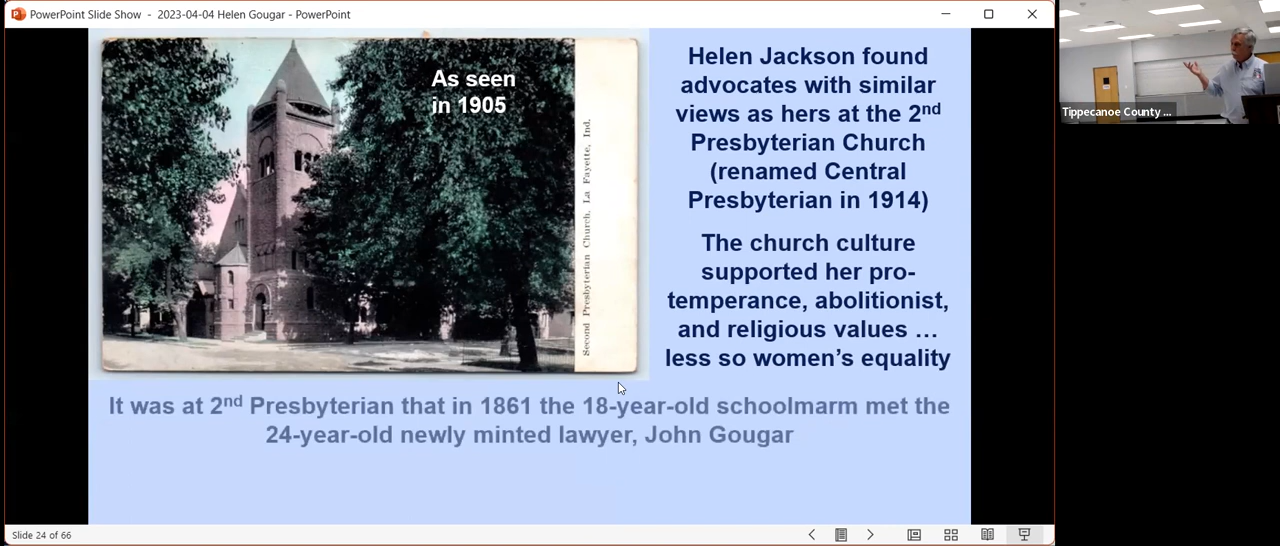 PowerPoint Slide Show - 2023-04-04 Helen Gougar - PowerPoint
As seen
in 1905
Second Presbyterian Church, La Fayette, Ind.
Helen Jackson found
advocates with similar
views as hers at the 2nd
Presbyterian Church
(renamed Central
Presbyterian in 1914)
The church culture
supported her pro-
temperance, abolitionist,
and religious values …
less so women’s equality
It was at 2nd Presbyterian that in 1861 the 18-year-old schoolmarm met the
24-year-old newly minted lawyer, John Gougar
Tippecanoe County ...
Slide 24 of 66